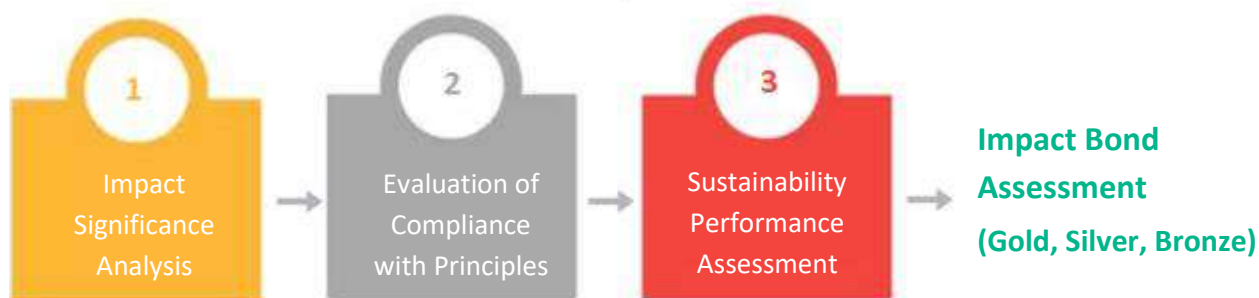 1
Impact
Significance
Analysis
2
Evaluation of
Compliance
with Principles
3
Sustainability
Performance
Assessment
Impact Bond
Assessment
(Gold, Silver, Bronze)